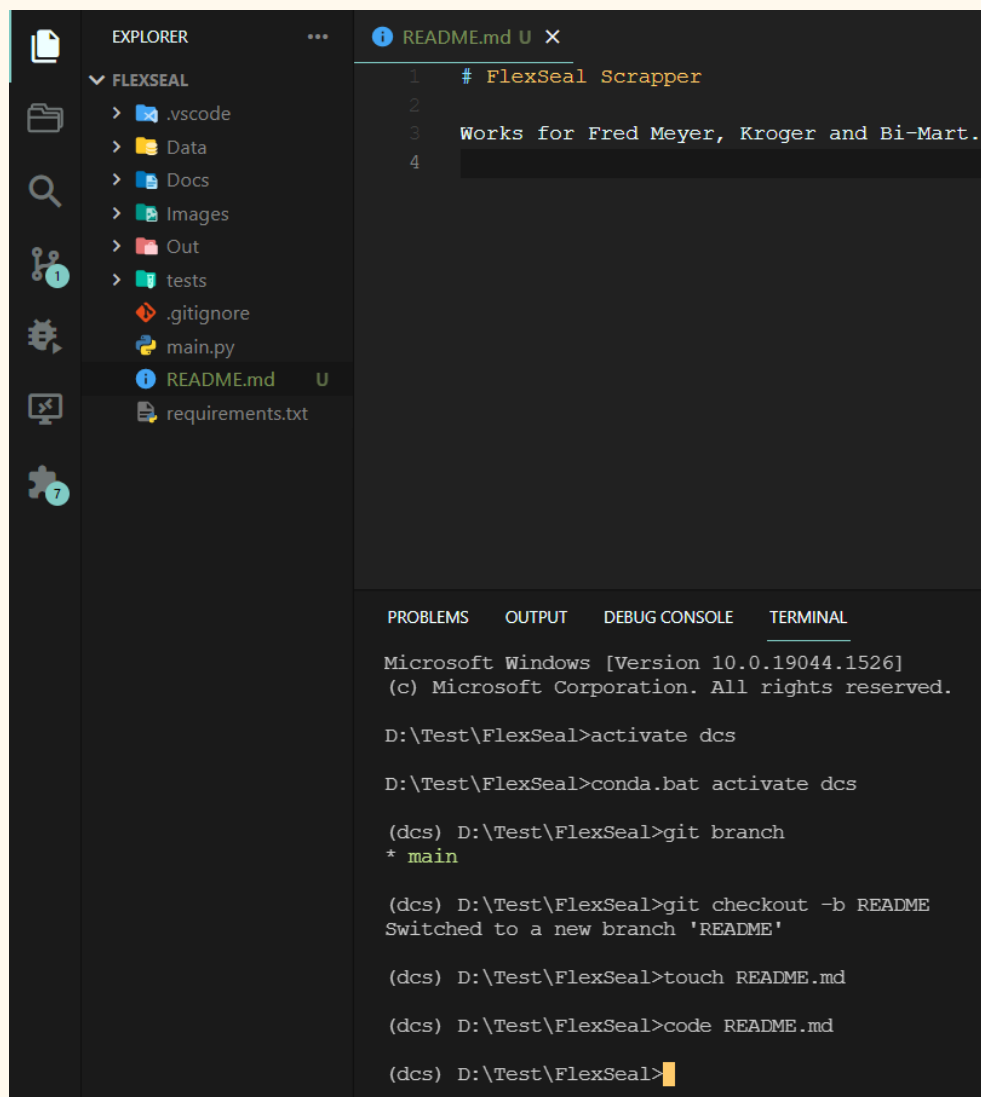 EXPLORER ···
FLEXSEAL
.vscode
Data
Docs
Images
Out
tests
.gitignore
main.py
README.md U
requirements.txt
1
7
README.md U
1 # FlexSeal Scrapper
2
3 Works for Fred Meyer, Kroger and Bi-Mart.
4
PROBLEMS OUTPUT DEBUG CONSOLE TERMINAL
Microsoft Windows [Version 10.0.19044.1526]
(c) Microsoft Corporation. All rights reserved.
D:\Test\FlexSeal>activate dcs
D:\Test\FlexSeal>conda.bat activate dcs
(dcs) D:\Test\FlexSeal>git branch
* main
(dcs) D:\Test\FlexSeal>git checkout -b README
Switched to a new branch 'README'
(dcs) D:\Test\FlexSeal>touch README.md
(dcs) D:\Test\FlexSeal>code README.md
(dcs) D:\Test\FlexSeal>